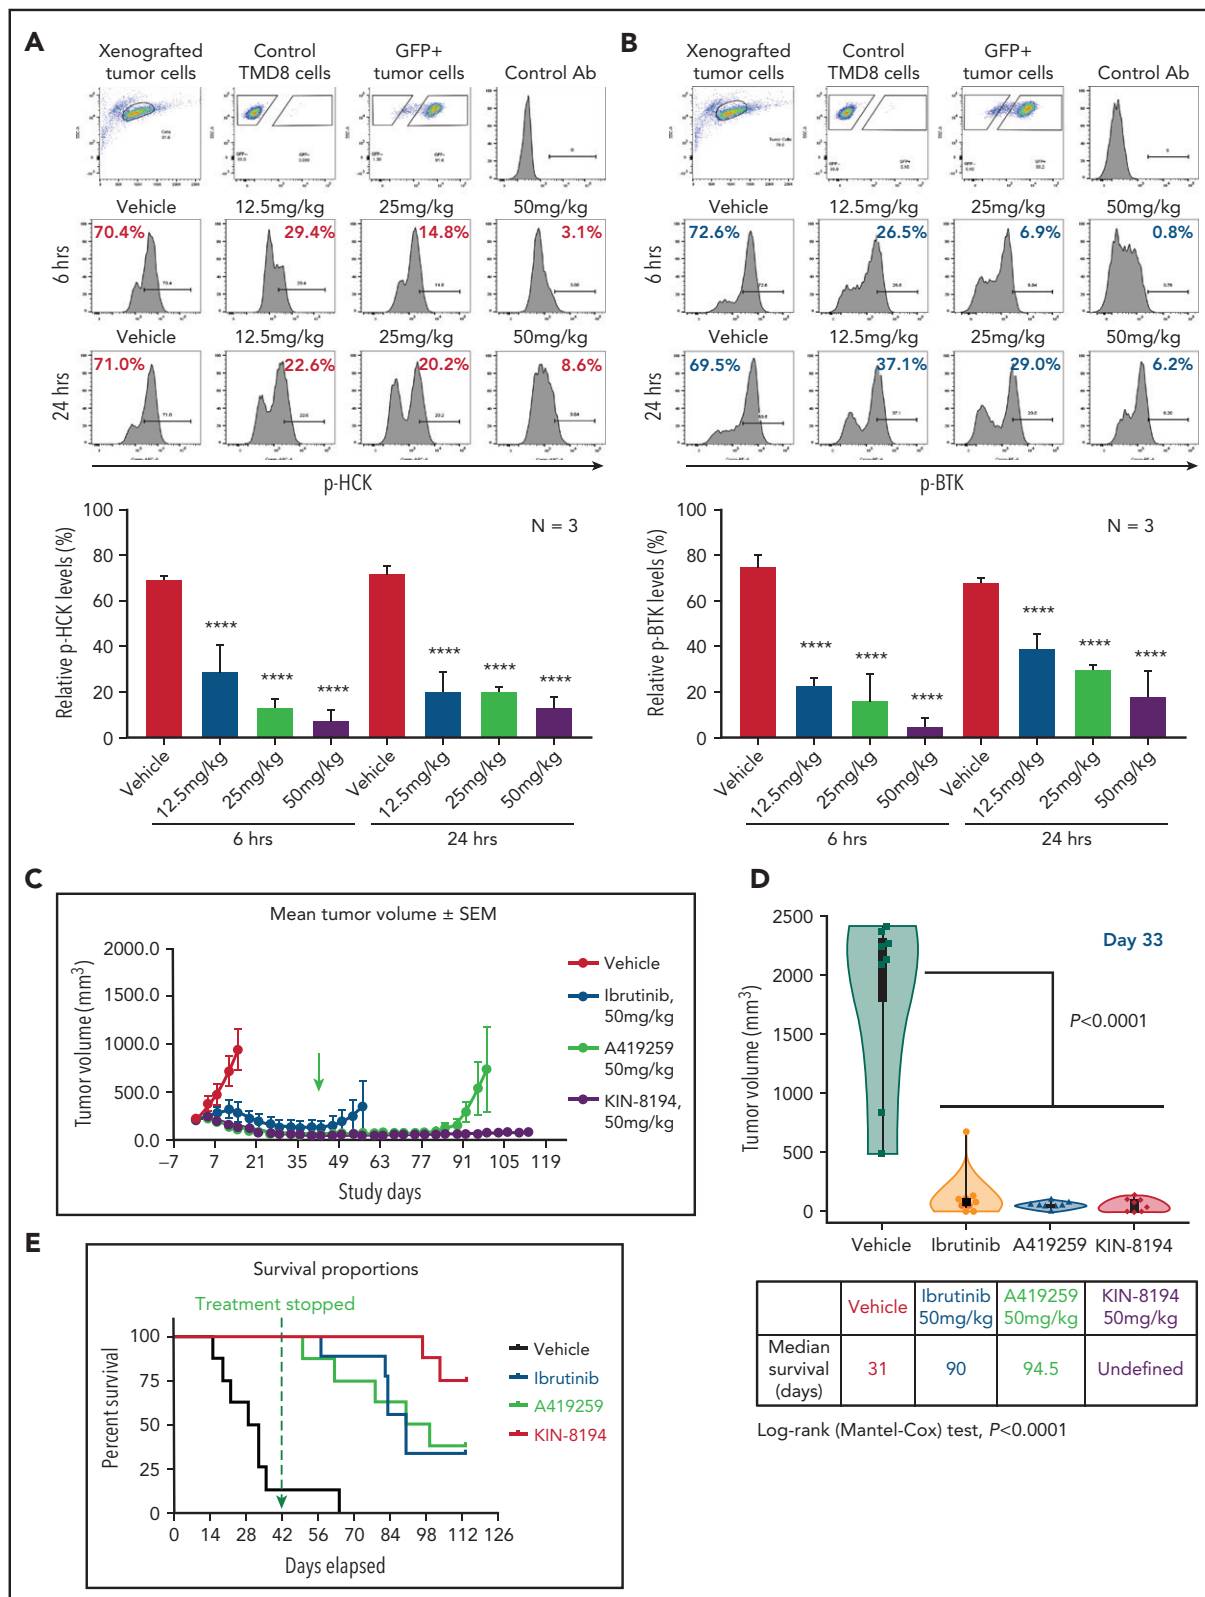 A
Xenografted tumor cells
Control TMD8 cells
GFP+ tumor cells
Control Ab
Vehicle 12.5mg/kg 25mg/kg 50mg/kg
6 hrs
70.4% 29.4% 14.8% 3.1%
Vehicle 12.5mg/kg 25mg/kg 50mg/kg
24 hrs
71.0% 22.6% 20.2% 8.6%
p-HCK
Relative p-HCK levels (%)
N = 3
100
80
60
40
20
0
**** **** **** **** **** ****
Vehicle 12.5mg/kg 25mg/kg 50mg/kg Vehicle 12.5mg/kg 25mg/kg 50mg/kg
6 hrs 24 hrs
B
Xenografted tumor cells
Control TMD8 cells
GFP+ tumor cells
Control Ab
Vehicle 12.5mg/kg 25mg/kg 50mg/kg
6 hrs
72.6% 26.5% 6.9% 0.8%
Vehicle 12.5mg/kg 25mg/kg 50mg/kg
24 hrs
69.5% 37.1% 29.0% 6.2%
p-BTK
Relative p-BTK levels (%)
N = 3
100
80
60
40
20
0
**** **** **** **** **** ****
Vehicle 12.5mg/kg 25mg/kg 50mg/kg Vehicle 12.5mg/kg 25mg/kg 50mg/kg
6 hrs 24 hrs
C
Mean tumor volume ± SEM
Tumor volume (mm³)
2000.0
1500.0
1000.0
500.0
0.0
−7 7 21 35 49 63 77 91 105 119
Study days
Vehicle
Ibrutinib,
50mg/kg
A419259
50mg/kg
KIN-8194,
50mg/kg
D
Day 33
Tumor volume (mm³)
2500
2000
1500
1000
500
0
P<0.0001
Vehicle Ibrutinib A419259 KIN-8194
Vehicle
Ibrutinib 50mg/kg
A419259 50mg/kg
KIN-8194 50mg/kg
Median survival (days)
31 90 94.5 Undefined
Log-rank (Mantel-Cox) test, P<0.0001
E
Survival proportions
Treatment stopped
Percent survival
100
75
50
25
0
0 14 28 42 56 70 84 98 112 126
Days elapsed
Vehicle
Ibrutinib
A419259
KIN-8194